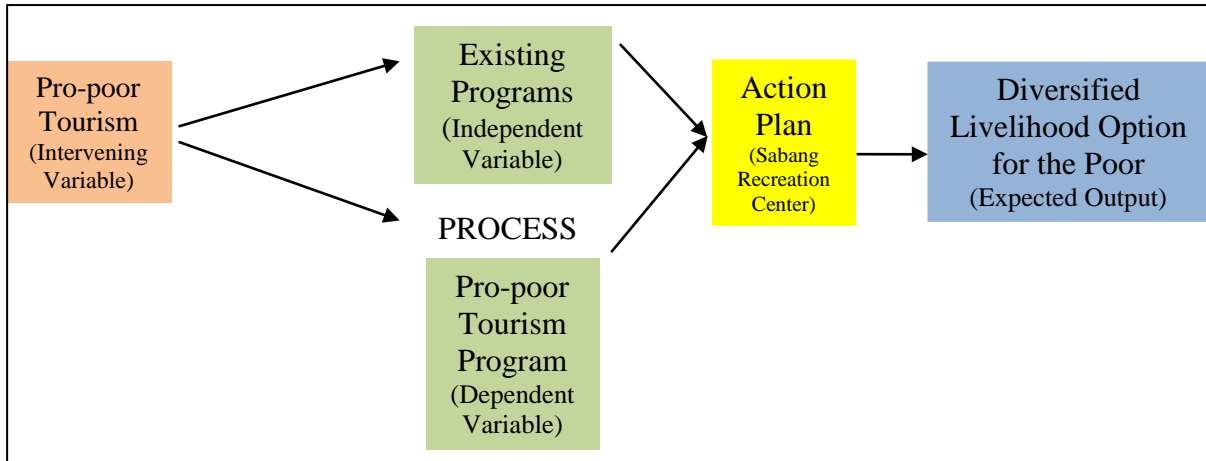 Pro-poor
Tourism
(Intervening
Variable)
Existing
Programs
(Independent
Variable)
PROCESS
Pro-poor
Tourism
Program
(Dependent
Variable)
Action
Plan
(Sabang
Recreation
Center)
Diversified
Livelihood Option
for the Poor
(Expected Output)